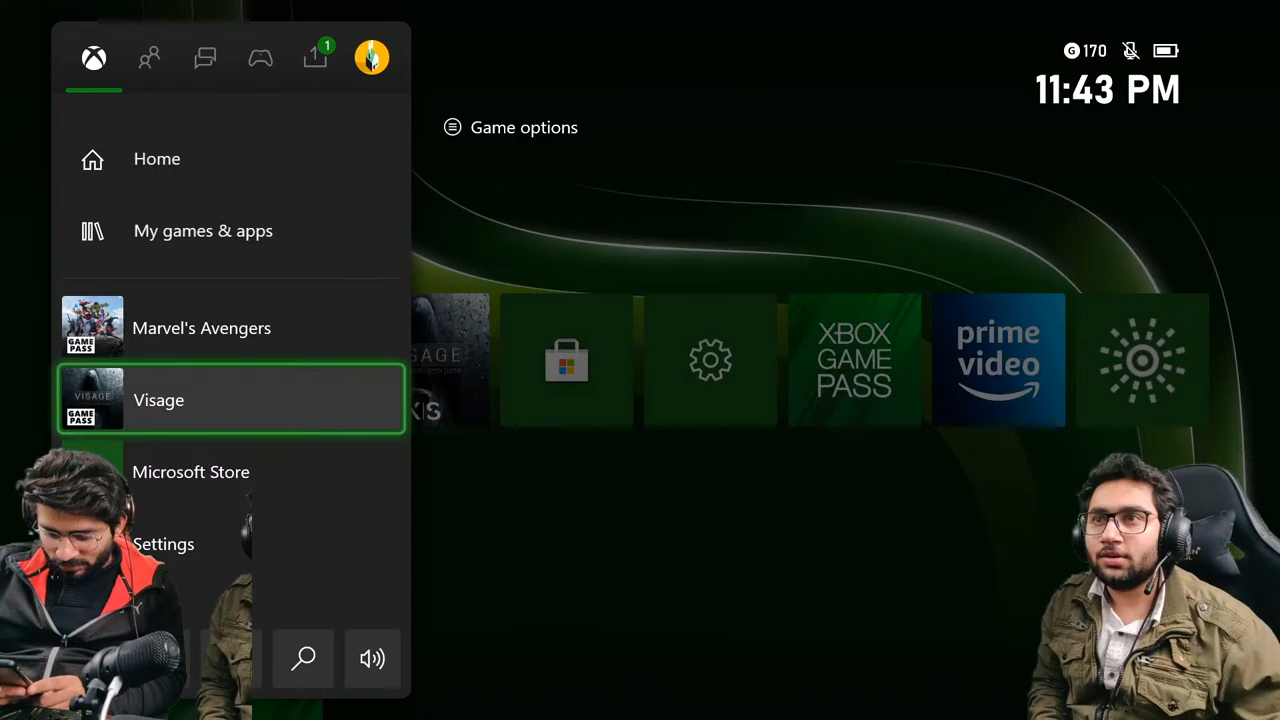 1
G 170
11:43 PM
Game options
Home
My games & apps
GAME
PASS
Marvel's Avengers
VISAGE
GAME
PASS
Visage
Microsoft Store
Settings
XBOX
GAME
PASS
prime
video